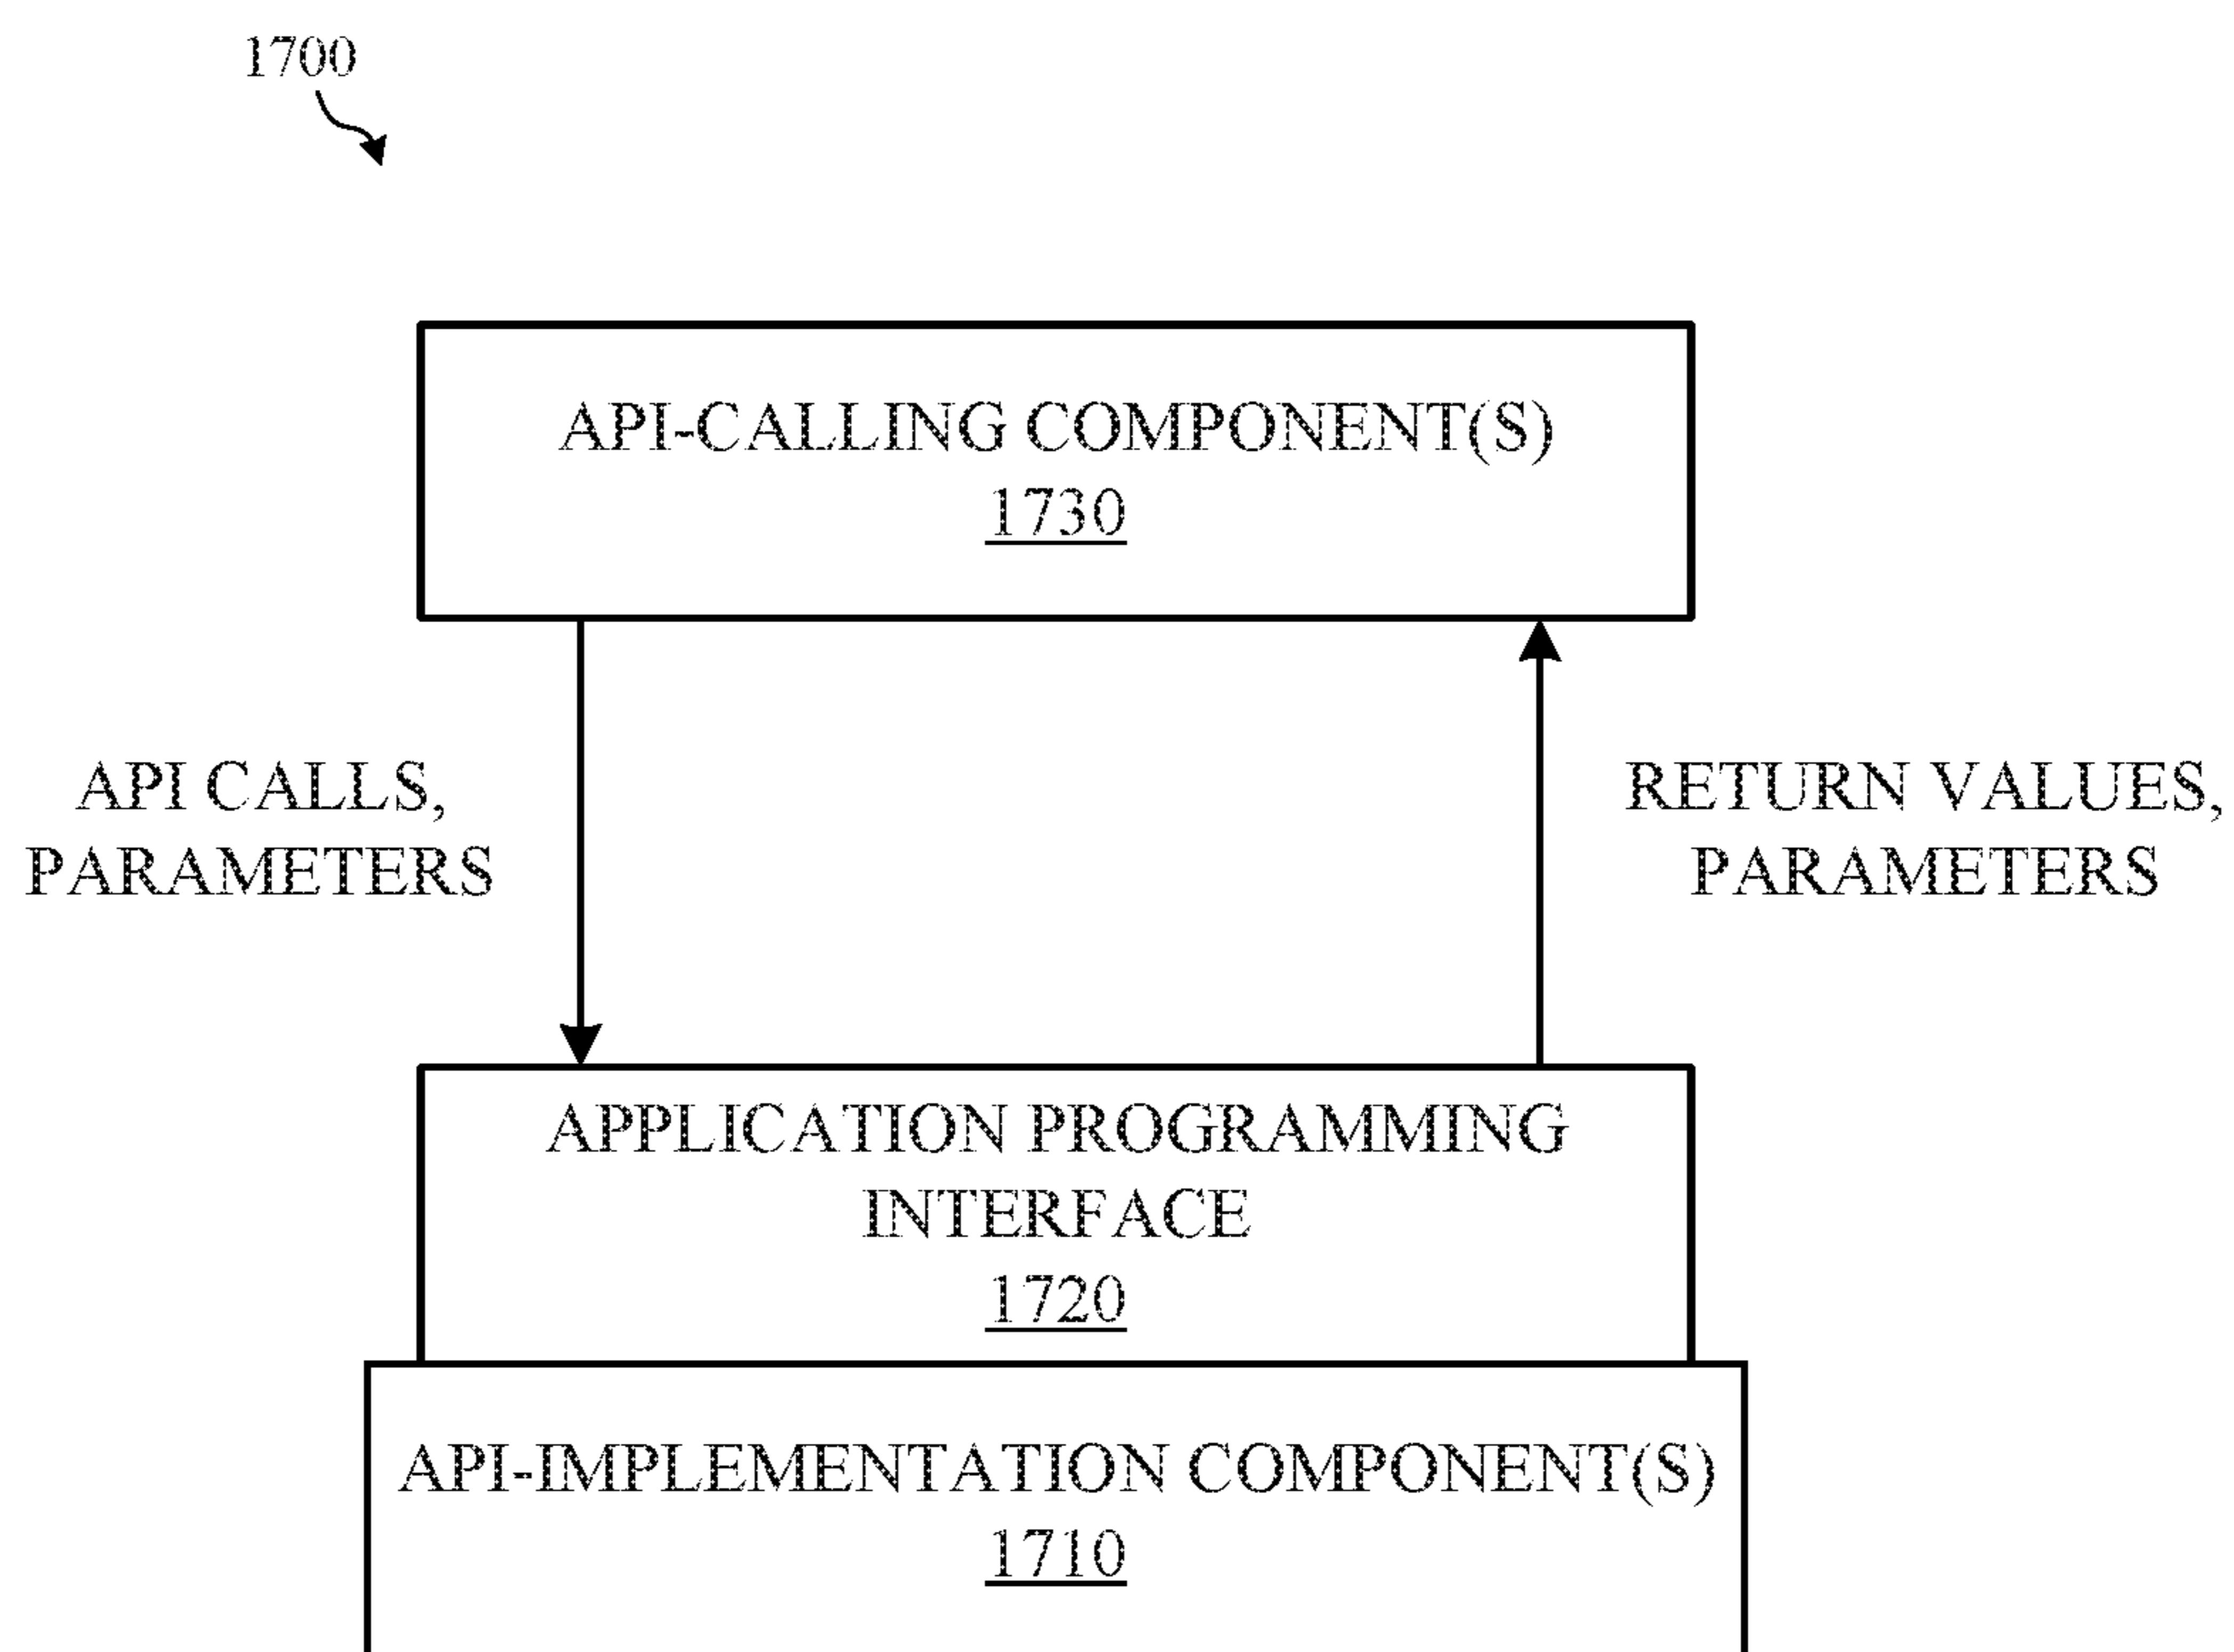 1700
API-CALLING COMPONENT(S)
1730
API CALLS,
PARAMETERS
RETURN VALUES,
PARAMETERS
APPLICATION PROGRAMMING
INTERFACE
1720
API-IMPLEMENTATION COMPONENT(S)
1710